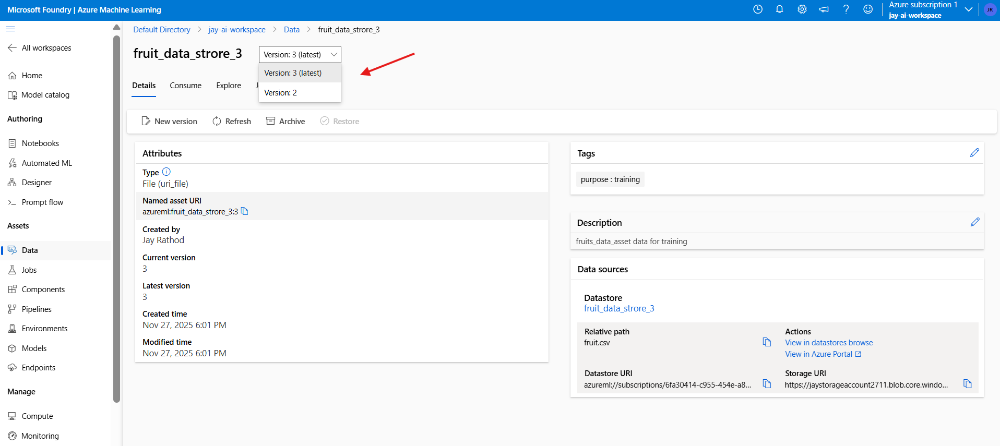 Microsoft Foundry | Azure Machine Learning
Azure subscription 1
jay-ai-workspace
JR
All workspaces
Home
Model catalog
Authoring
Notebooks
Automated ML
Designer
Prompt flow
Assets
Data
Jobs
Components
Pipelines
Environments
Models
Endpoints
Manage
Compute
Monitoring
Default Directory > jay-ai-workspace > Data > fruit_data_strore_3
fruit_data_strore_3
Version: 3 (latest)
Version: 3 (latest)
Version: 2
Details Consume Explore J
New version Refresh Archive Restore
Attributes
Type
File (uri_file)
Named asset URI
azureml:fruit_data_strore_3:3
Created by
Jay Rathod
Current version
3
Latest version
3
Created time
Nov 27, 2025 6:01 PM
Modified time
Nov 27, 2025 6:01 PM
Tags
purpose : training
Description
fruits_data_asset data for training
Data sources
Datastore
fruit_data_strore_3
Relative path
fruit.csv
Actions
View in datastores browse
View in Azure Portal
Datastore URI
azureml://subscriptions/6fa30414-c955-454e-a8...
Storage URI
https://jaystorageaccount2711.blob.core.windo...